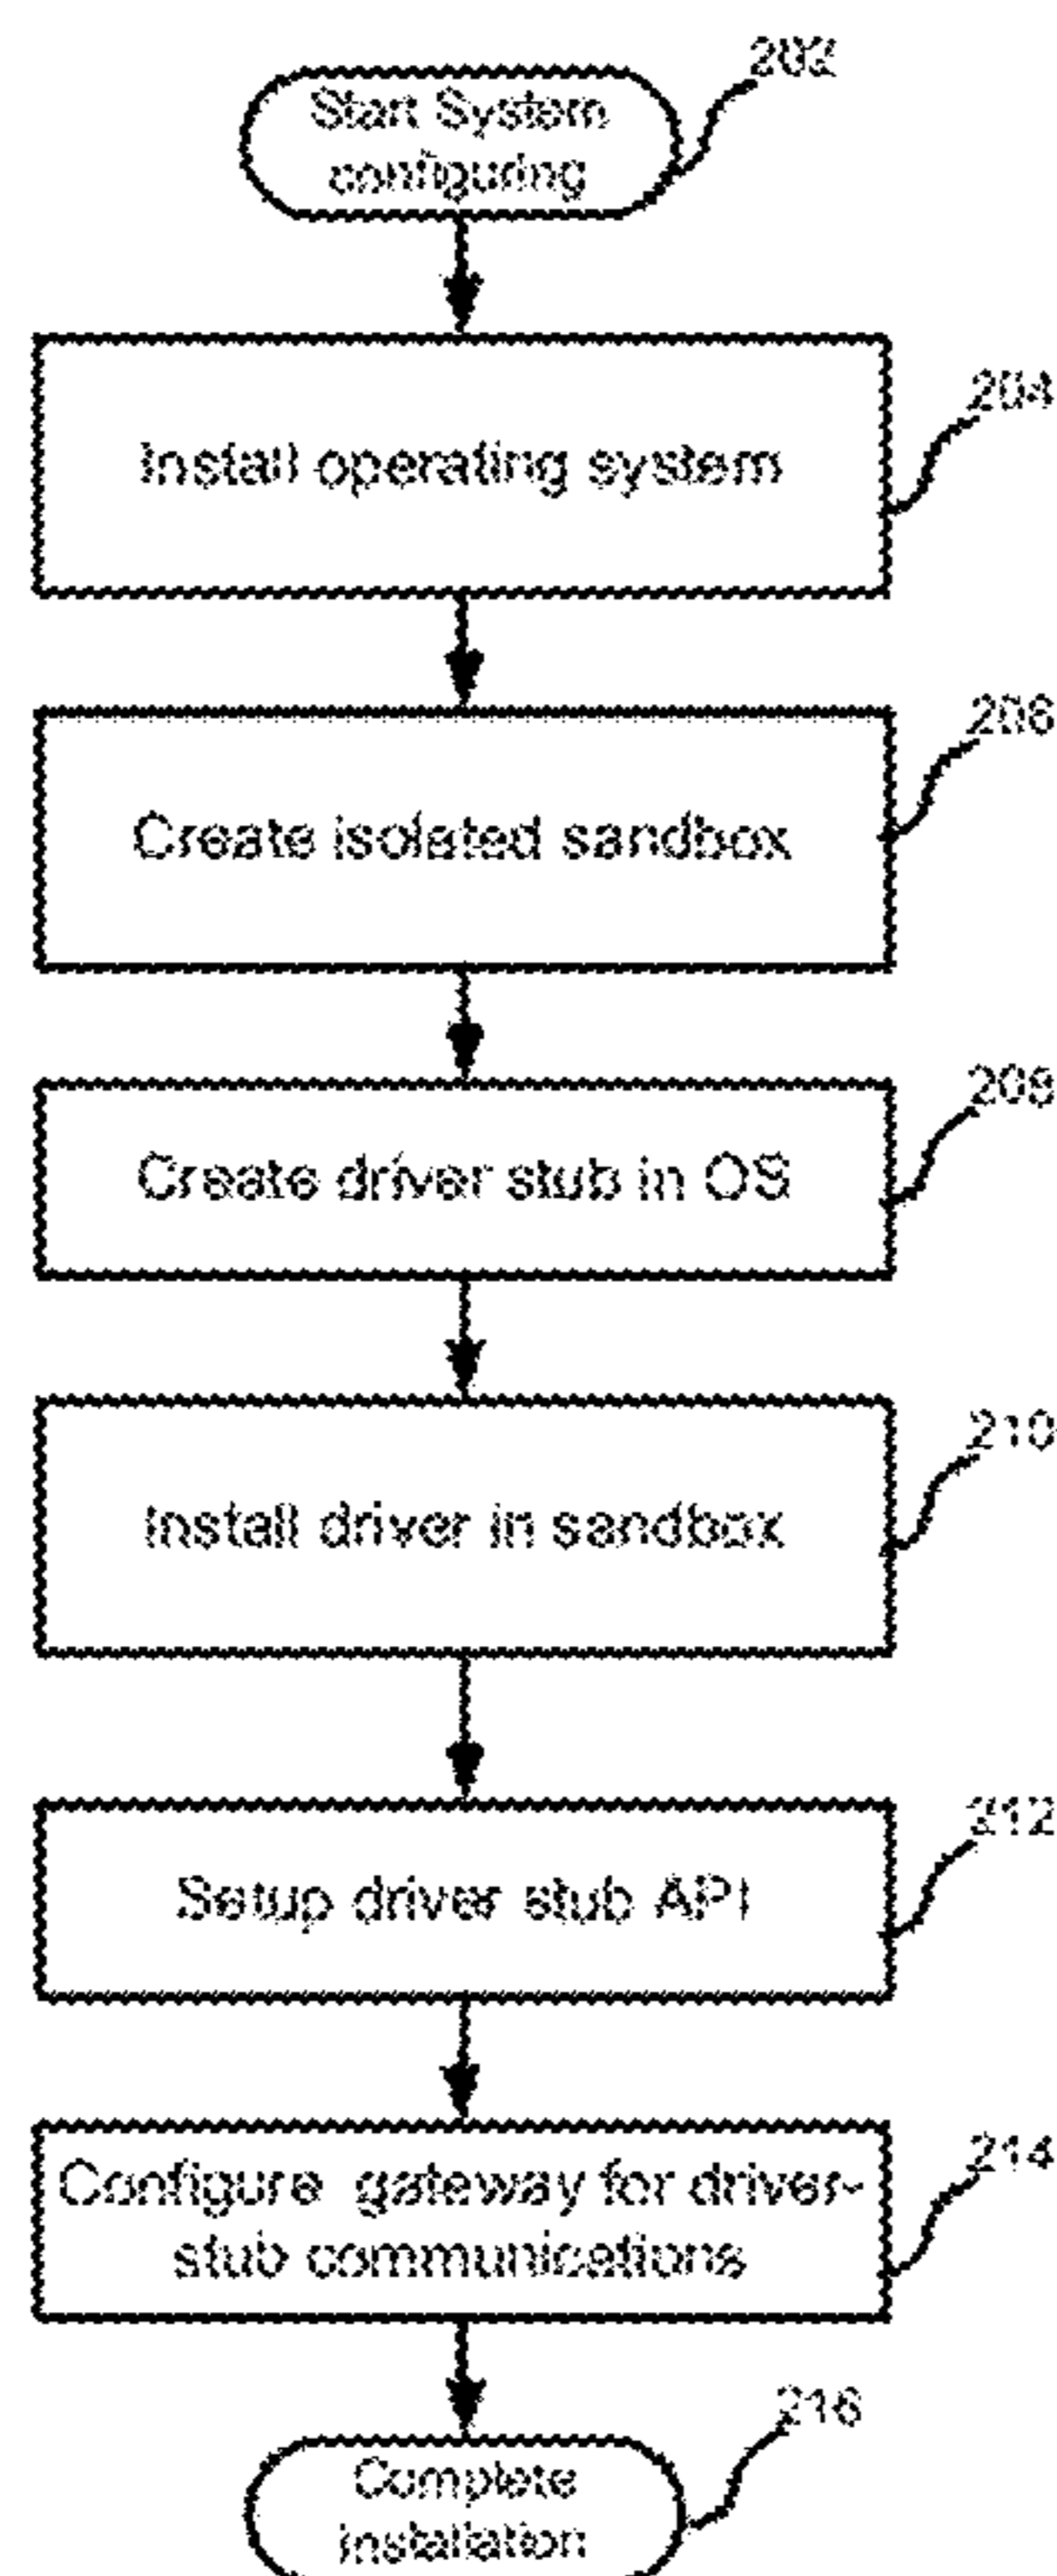 202
Start System
configuring
204
Install operating system
206
Create isolated sandbox
208
Create driver stub in OS
210
Install driver in sandbox
212
Setup driver stub API
214
Configure gateway for driver-
stub communications
216
Complete
installation